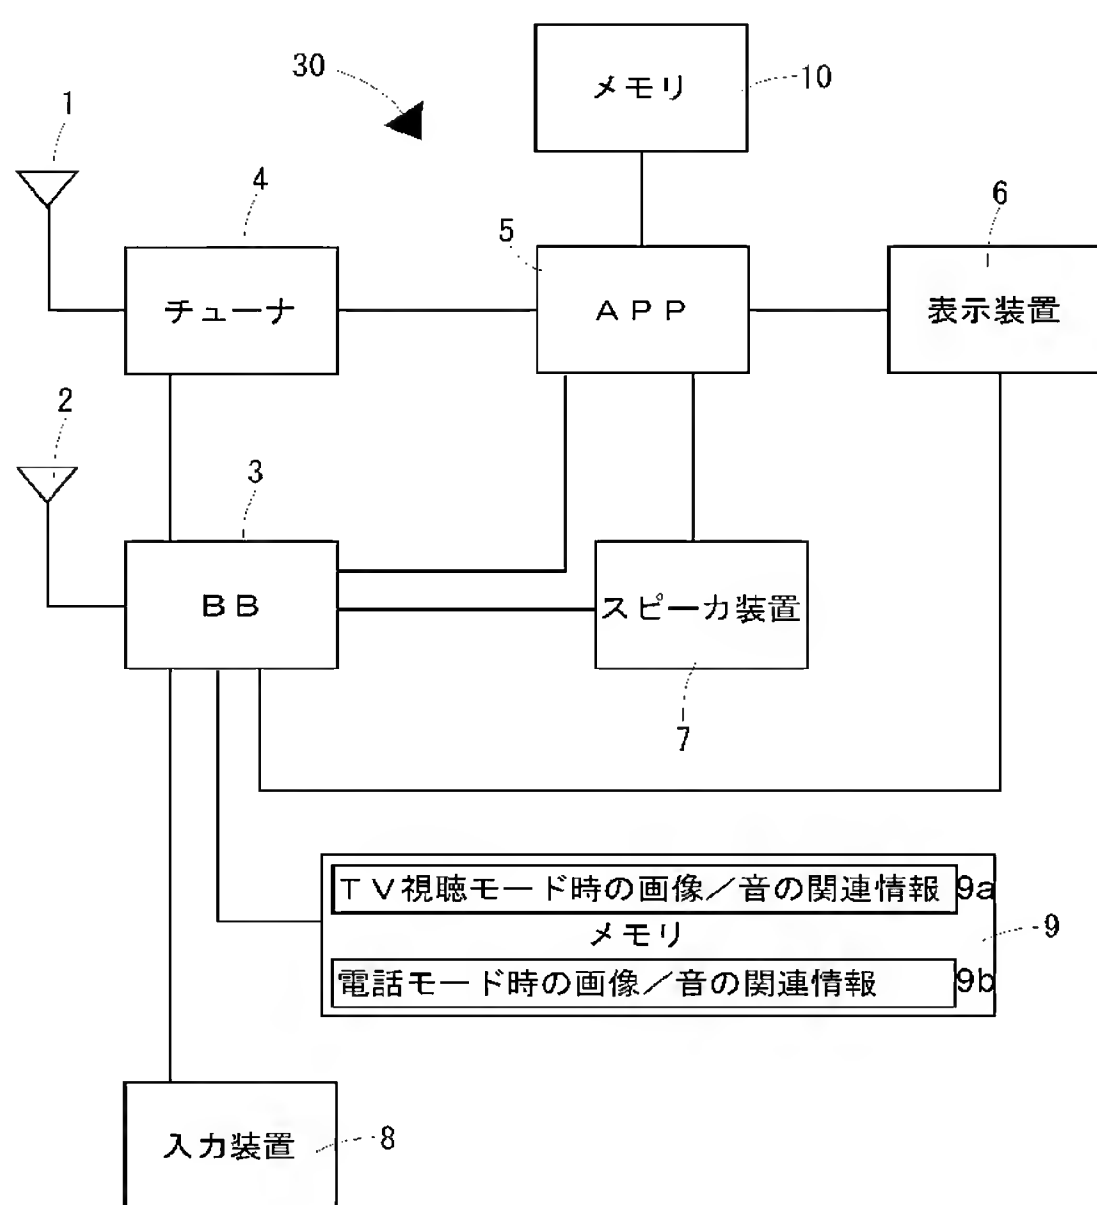 30
メモリ
10
1
4
5
6
チューナ
ＡＰＰ
表示装置
2
3
ＢＢ
スピーカ装置
7
ＴＶ視聴モード時の画像／音の関連情報
9a
メモリ
9
電話モード時の画像／音の関連情報
9b
入力装置
8